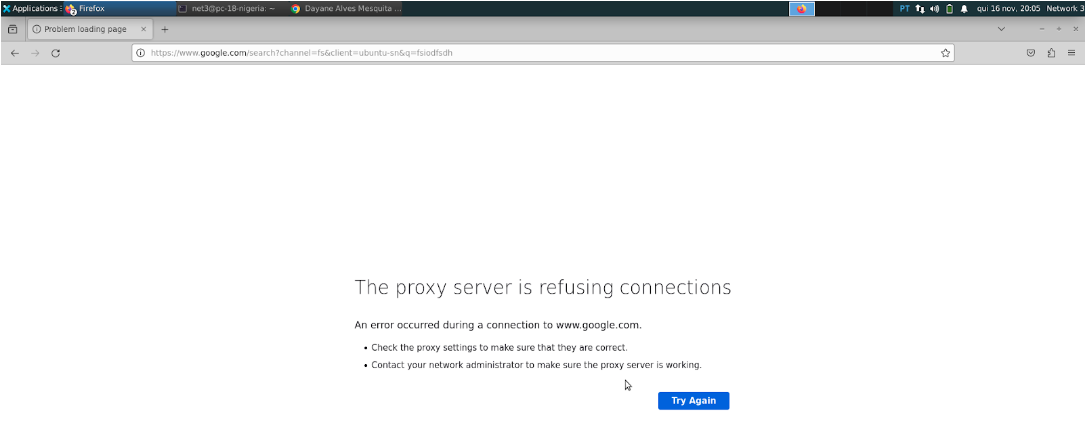 Applications Firefox net3@pc-18-nigeria: ~ Dayane Alves Mesquita ... PT qui 16 nov, 20:05 Network 3
Problem loading page
https://www.google.com/search?channel=fs&client=ubuntu-sn&q=fsiodfsdh
The proxy server is refusing connections
An error occurred during a connection to www.google.com.
• Check the proxy settings to make sure that they are correct.
• Contact your network administrator to make sure the proxy server is working.
Try Again